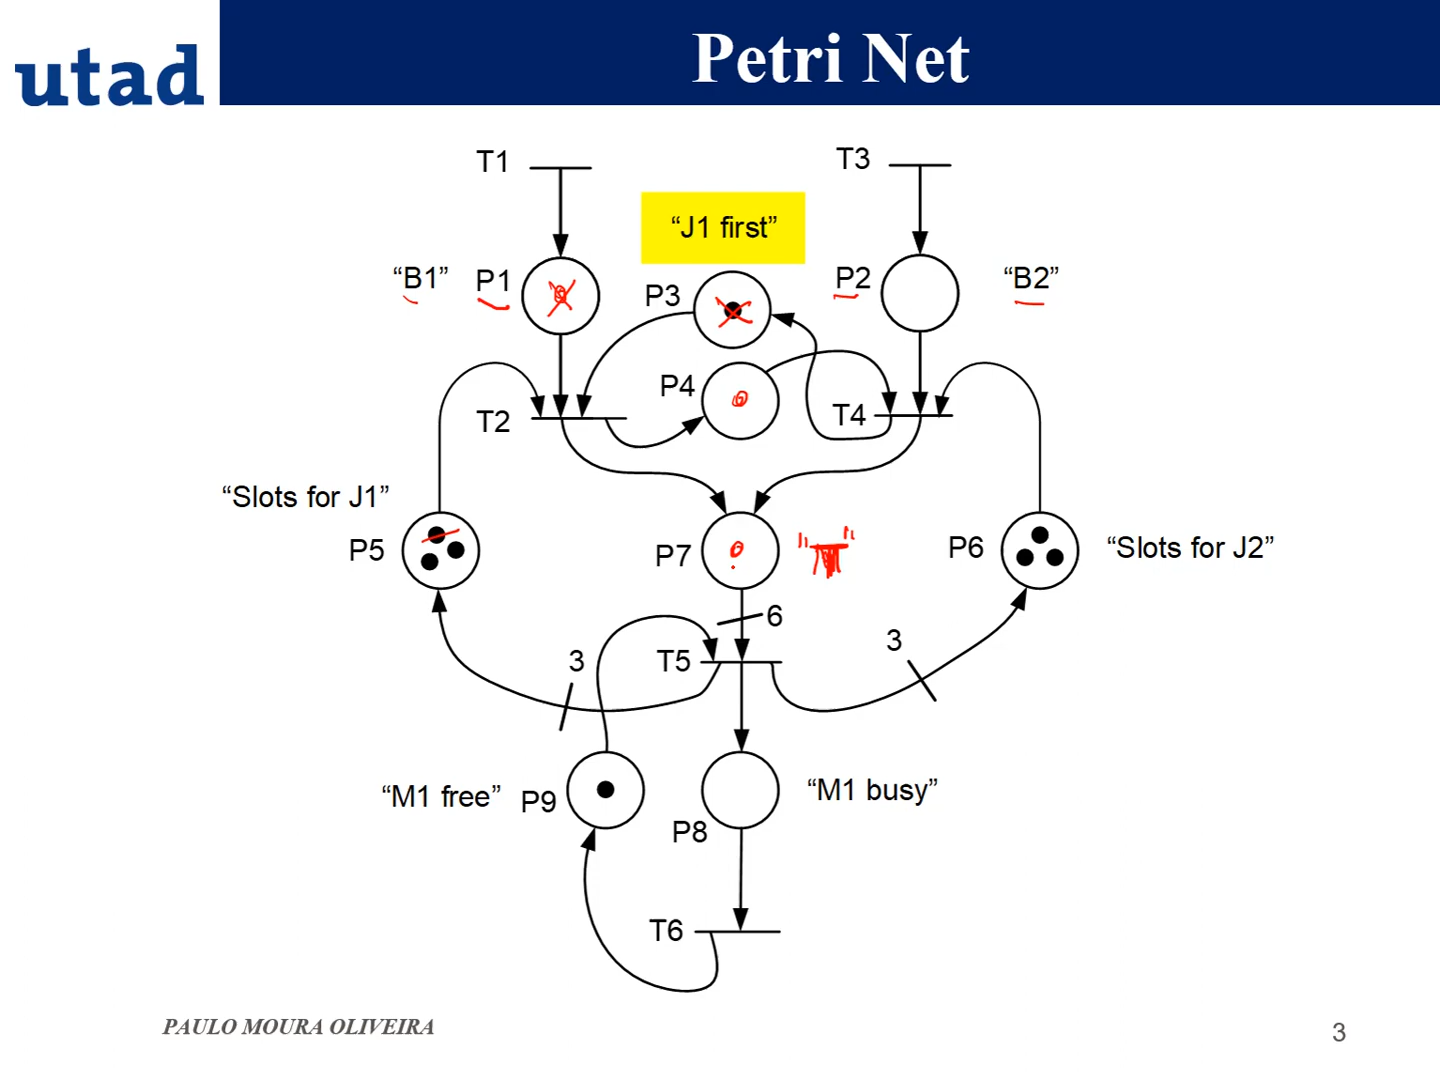 utad
Petri Net
T1
T3
“J1 first”
“B1”
P1
P3
P2
“B2”
P4
T2
T4
“Slots for J1”
P5
P7
P6
“Slots for J2”
6
3
T5
3
“M1 free”
P9
“M1 busy”
P8
T6
PAULO MOURA OLIVEIRA
3